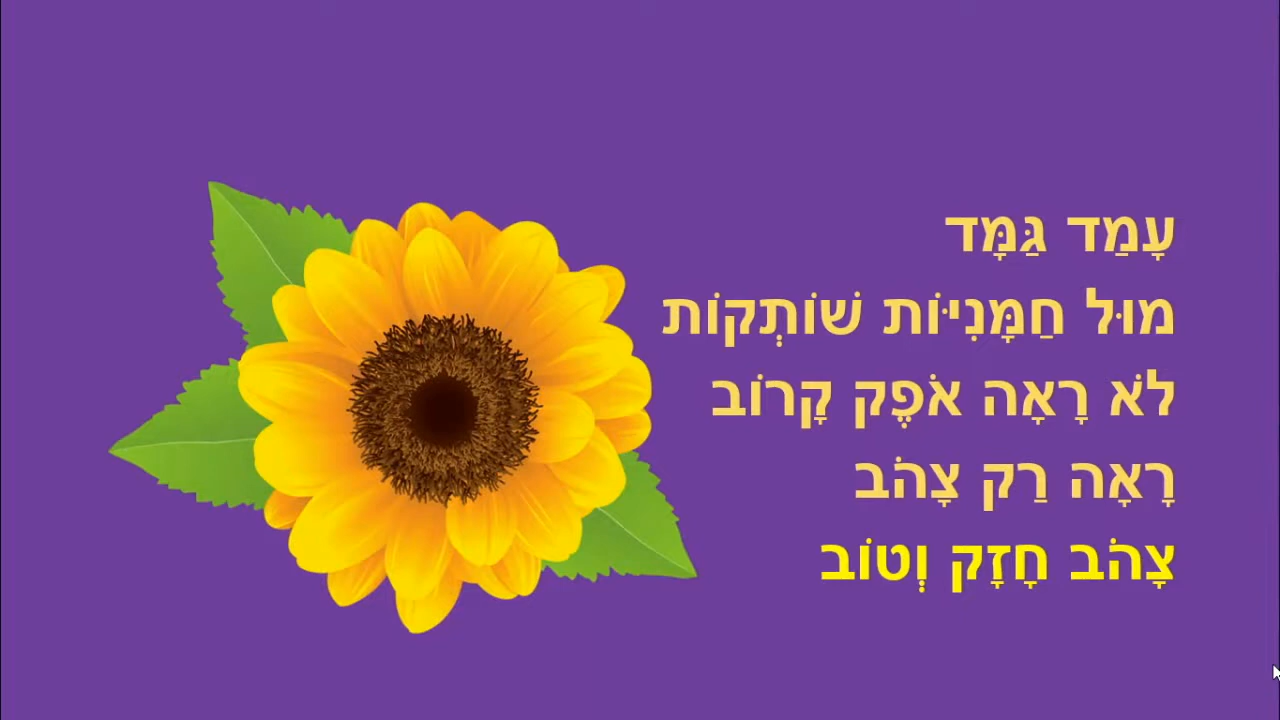 עָמַד גַּמָּד
מוּל חַמָּנִיּוֹת שׁוֹתְקוֹת
לֹא רָאָה אֹפֶק קָרוֹב
רָאָה רַק צָהֹב
צָהֹב חָזָק וְטוֹב